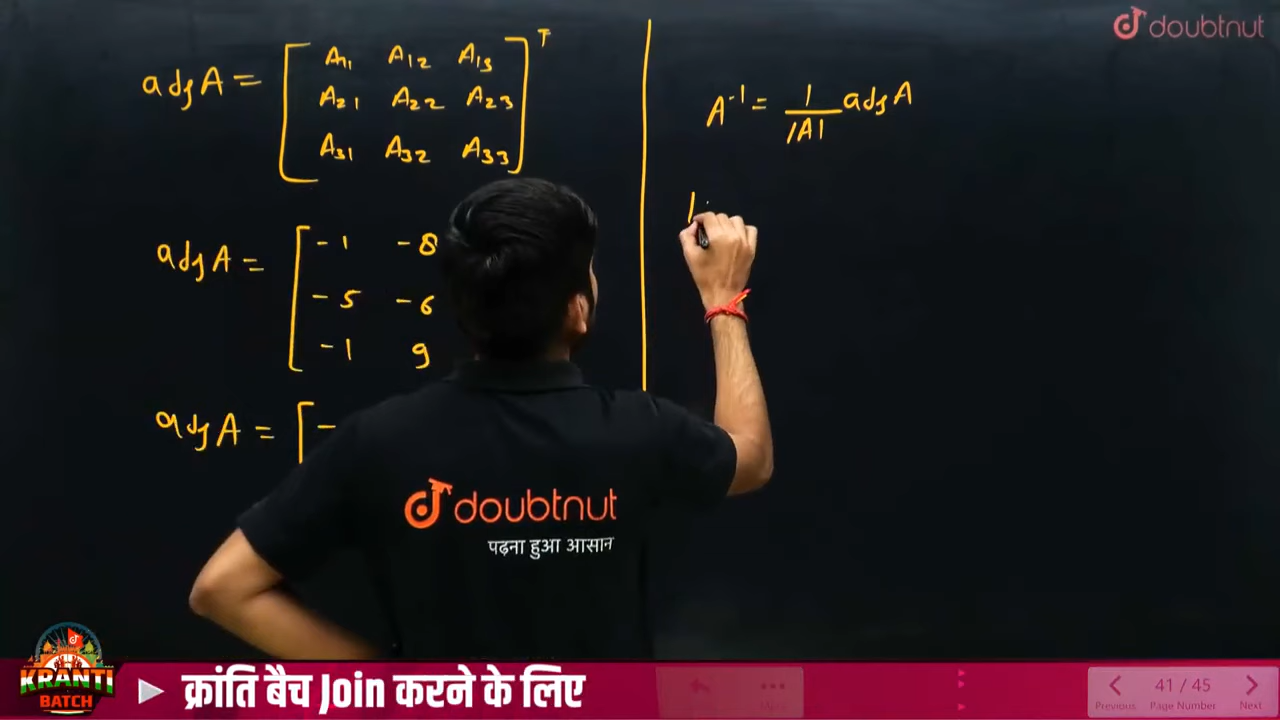 doubtnut
adj A = [ A11 A12 A13
A21 A22 A23
A31 A32 A33 ]^T
adj A = [ -1 -8
-5 -6
-1 9
adj A = [ -
A^-1 = 1/|A| adj A
doubtnut
पढ़ना हुआ आसान
KRANTI
BATCH
क्रांति बैच Join करने के लिए
41 / 45
Previous Page Number Next